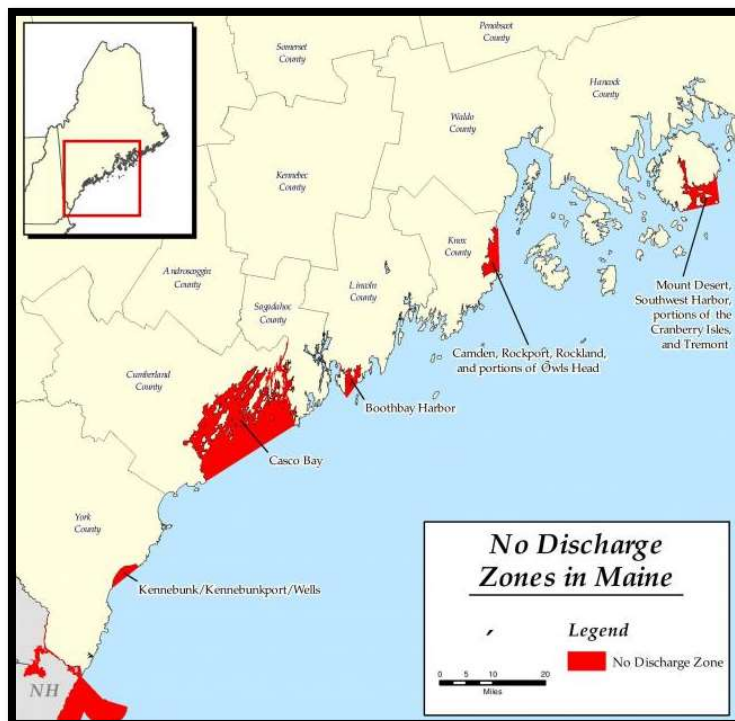 Penobscot
County
Somerset
County
Hancock
County
Waldo
County
Kennebec
County
Knox
County
Androscoggin
County
Lincoln
County
Sagadahoc
County
Mount Desert,
Southwest Harbor,
portions of the
Cranberry Isles,
and Tremont
Camden, Rockport, Rockland,
and portions of Owls Head
Cumberland
County
Boothbay Harbor
Casco Bay
York
County
Kennebunk/Kennebunkport/Wells
NH
No Discharge
Zones in Maine
Legend
No Discharge Zone
0 5 10 20
Miles